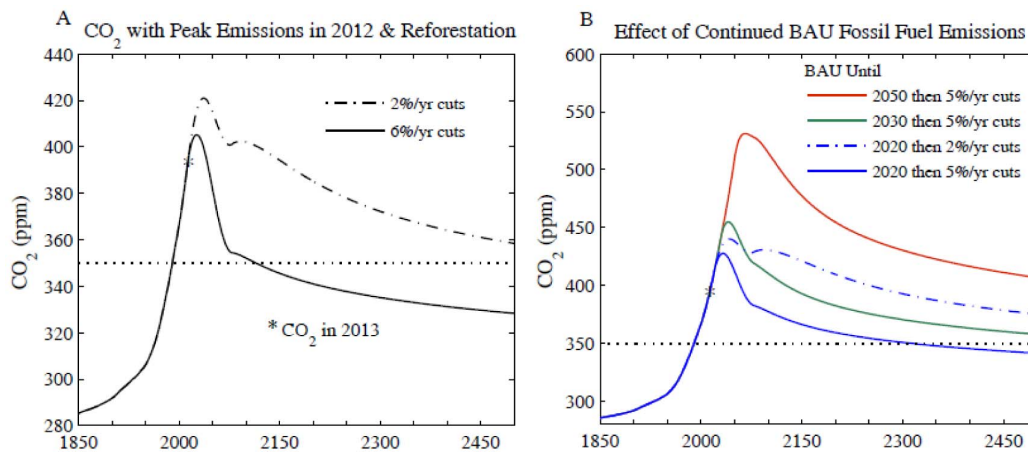 A
CO2 with Peak Emissions in 2012 & Reforestation
440
420
400
380
360
340
320
300
280
CO2 (ppm)
2%/yr cuts
6%/yr cuts
*
* CO2 in 2013
1850
2000
2150
2300
2450
B
Effect of Continued BAU Fossil Fuel Emissions
600
550
500
450
400
350
300
CO2 (ppm)
BAU Until
2050 then 5%/yr cuts
2030 then 5%/yr cuts
2020 then 2%/yr cuts
2020 then 5%/yr cuts
*
1850
2000
2150
2300
2450